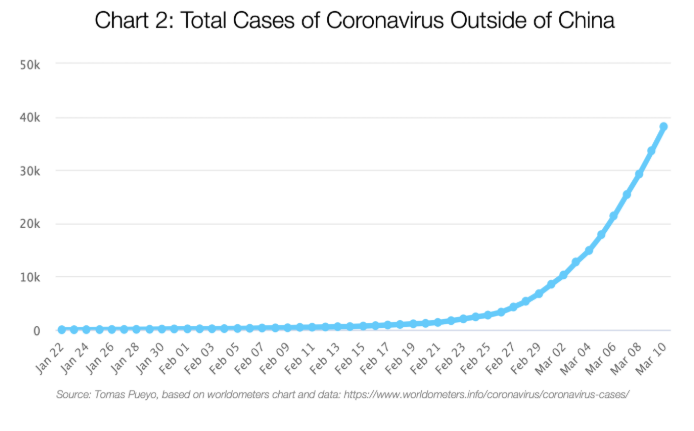 Chart 2: Total Cases of Coronavirus Outside of China
50k
40k
30k
20k
10k
0
Jan 22
Jan 24
Jan 26
Jan 28
Jan 30
Feb 01
Feb 03
Feb 05
Feb 07
Feb 09
Feb 11
Feb 13
Feb 15
Feb 17
Feb 19
Feb 21
Feb 23
Feb 25
Feb 27
Feb 29
Mar 02
Mar 04
Mar 06
Mar 08
Mar 10
Source: Tomas Pueyo, based on worldometers chart and data: https://www.worldometers.info/coronavirus/coronavirus-cases/